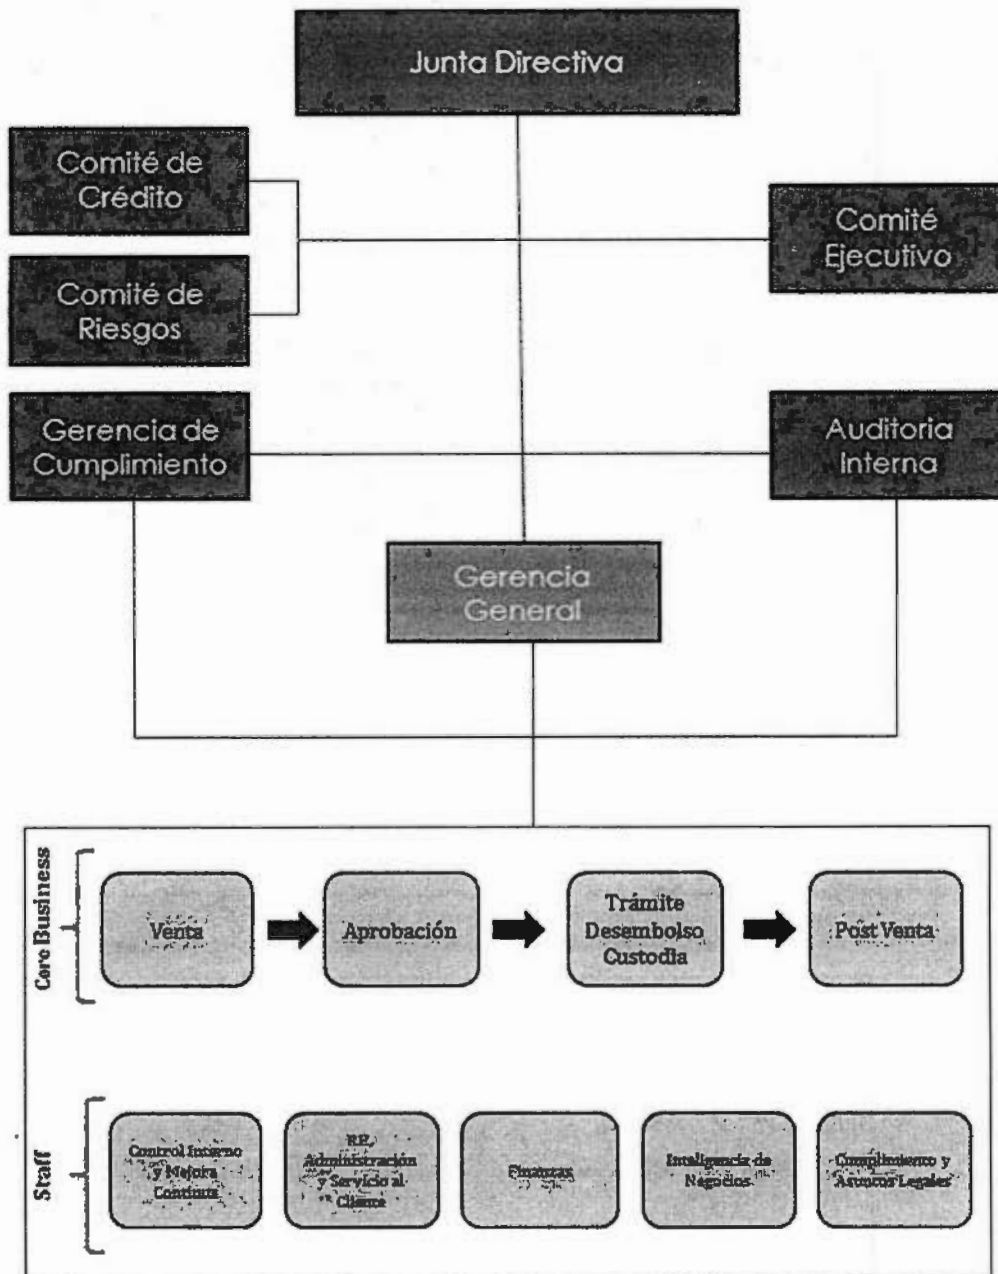 Junta Directiva
Comité de
Crédito
Comité
Ejecutivo
Comité de
Riesgos
Gerencia de
Cumplimiento
Auditoria
Interna
Gerencia
General
Core Business
Venta
Aprobación
Trámite
Desembolso
Custodia
Post Venta
Staff
Control Interno
y Mejora
Continua
Administración
y Servicio al
Cliente
Finanzas
Inteligencia de
Negocios
Cumplimiento y
Asuntos Legales